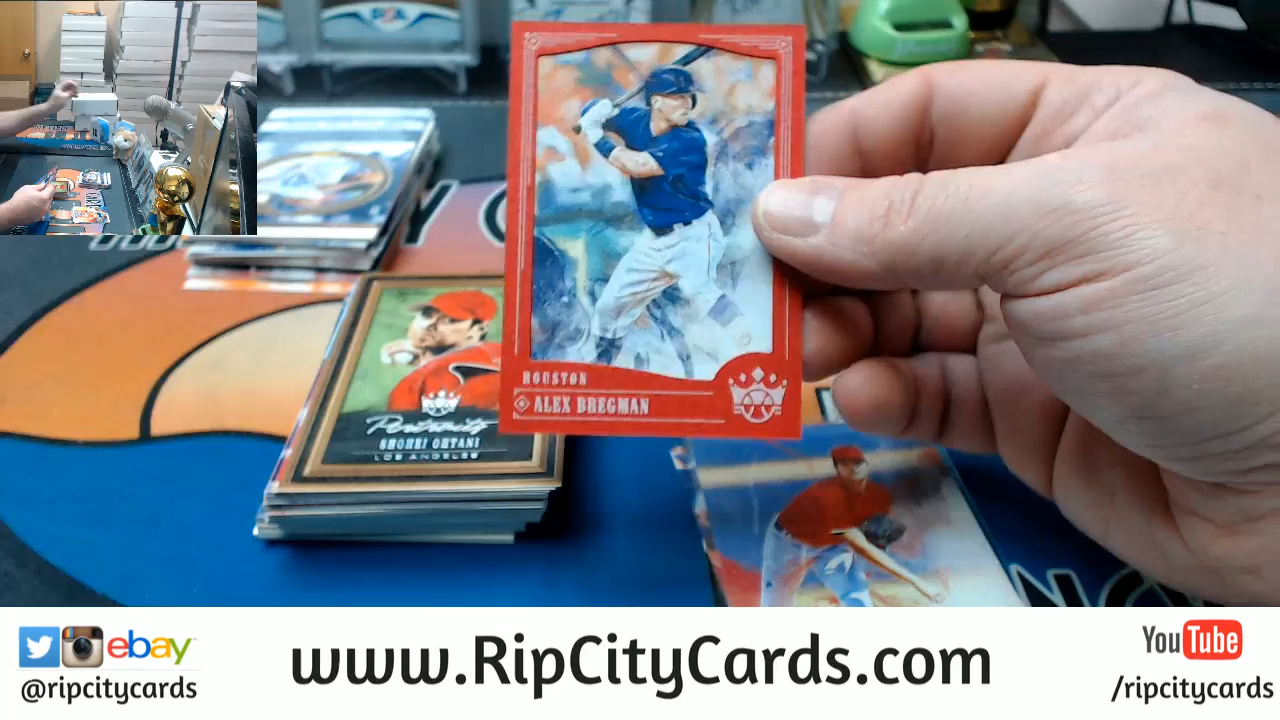 HOUSTON
ALEX BREGMAN
Portraits
SHOHEI OHTANI
LOS ANGELES
ebay
@ripcitycards
www.RipCityCards.com
YouTube
/ripcitycards